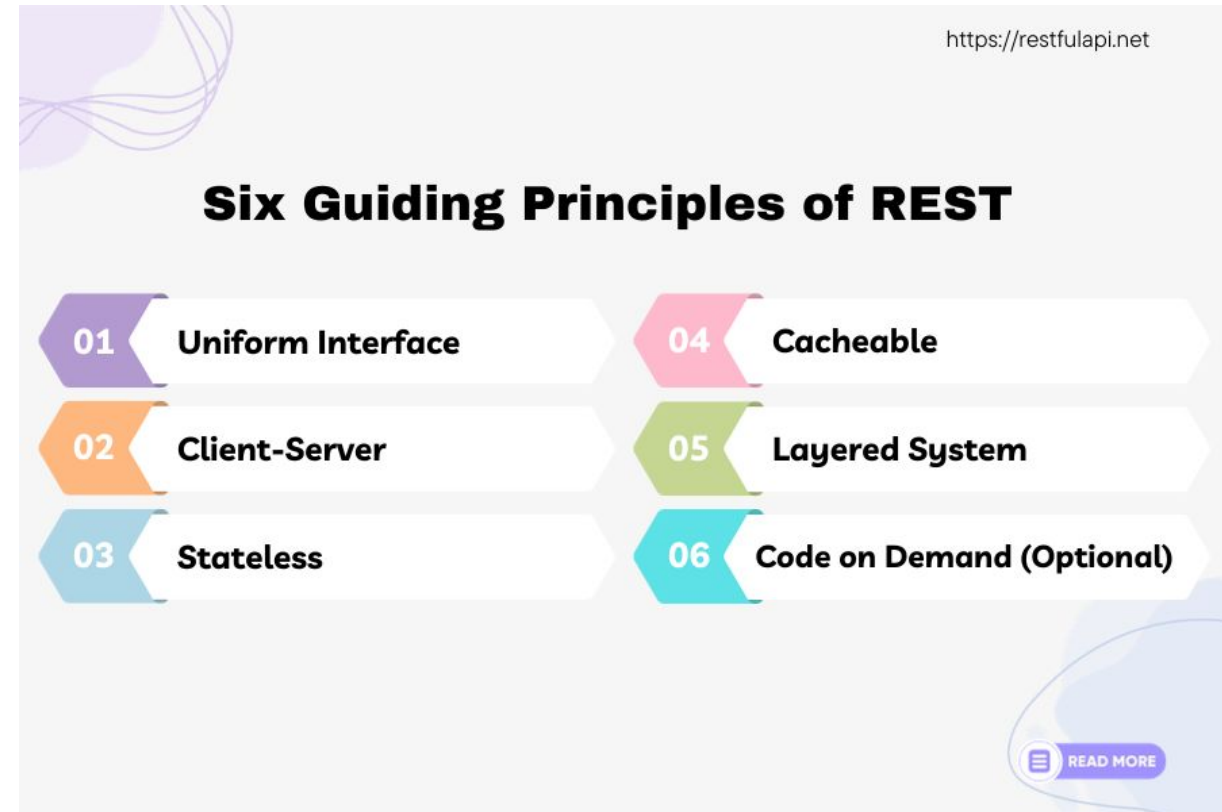 https://restfulapi.net
Six Guiding Principles of REST
01 Uniform Interface
02 Client-Server
03 Stateless
04 Cacheable
05 Layered System
06 Code on Demand (Optional)
READ MORE